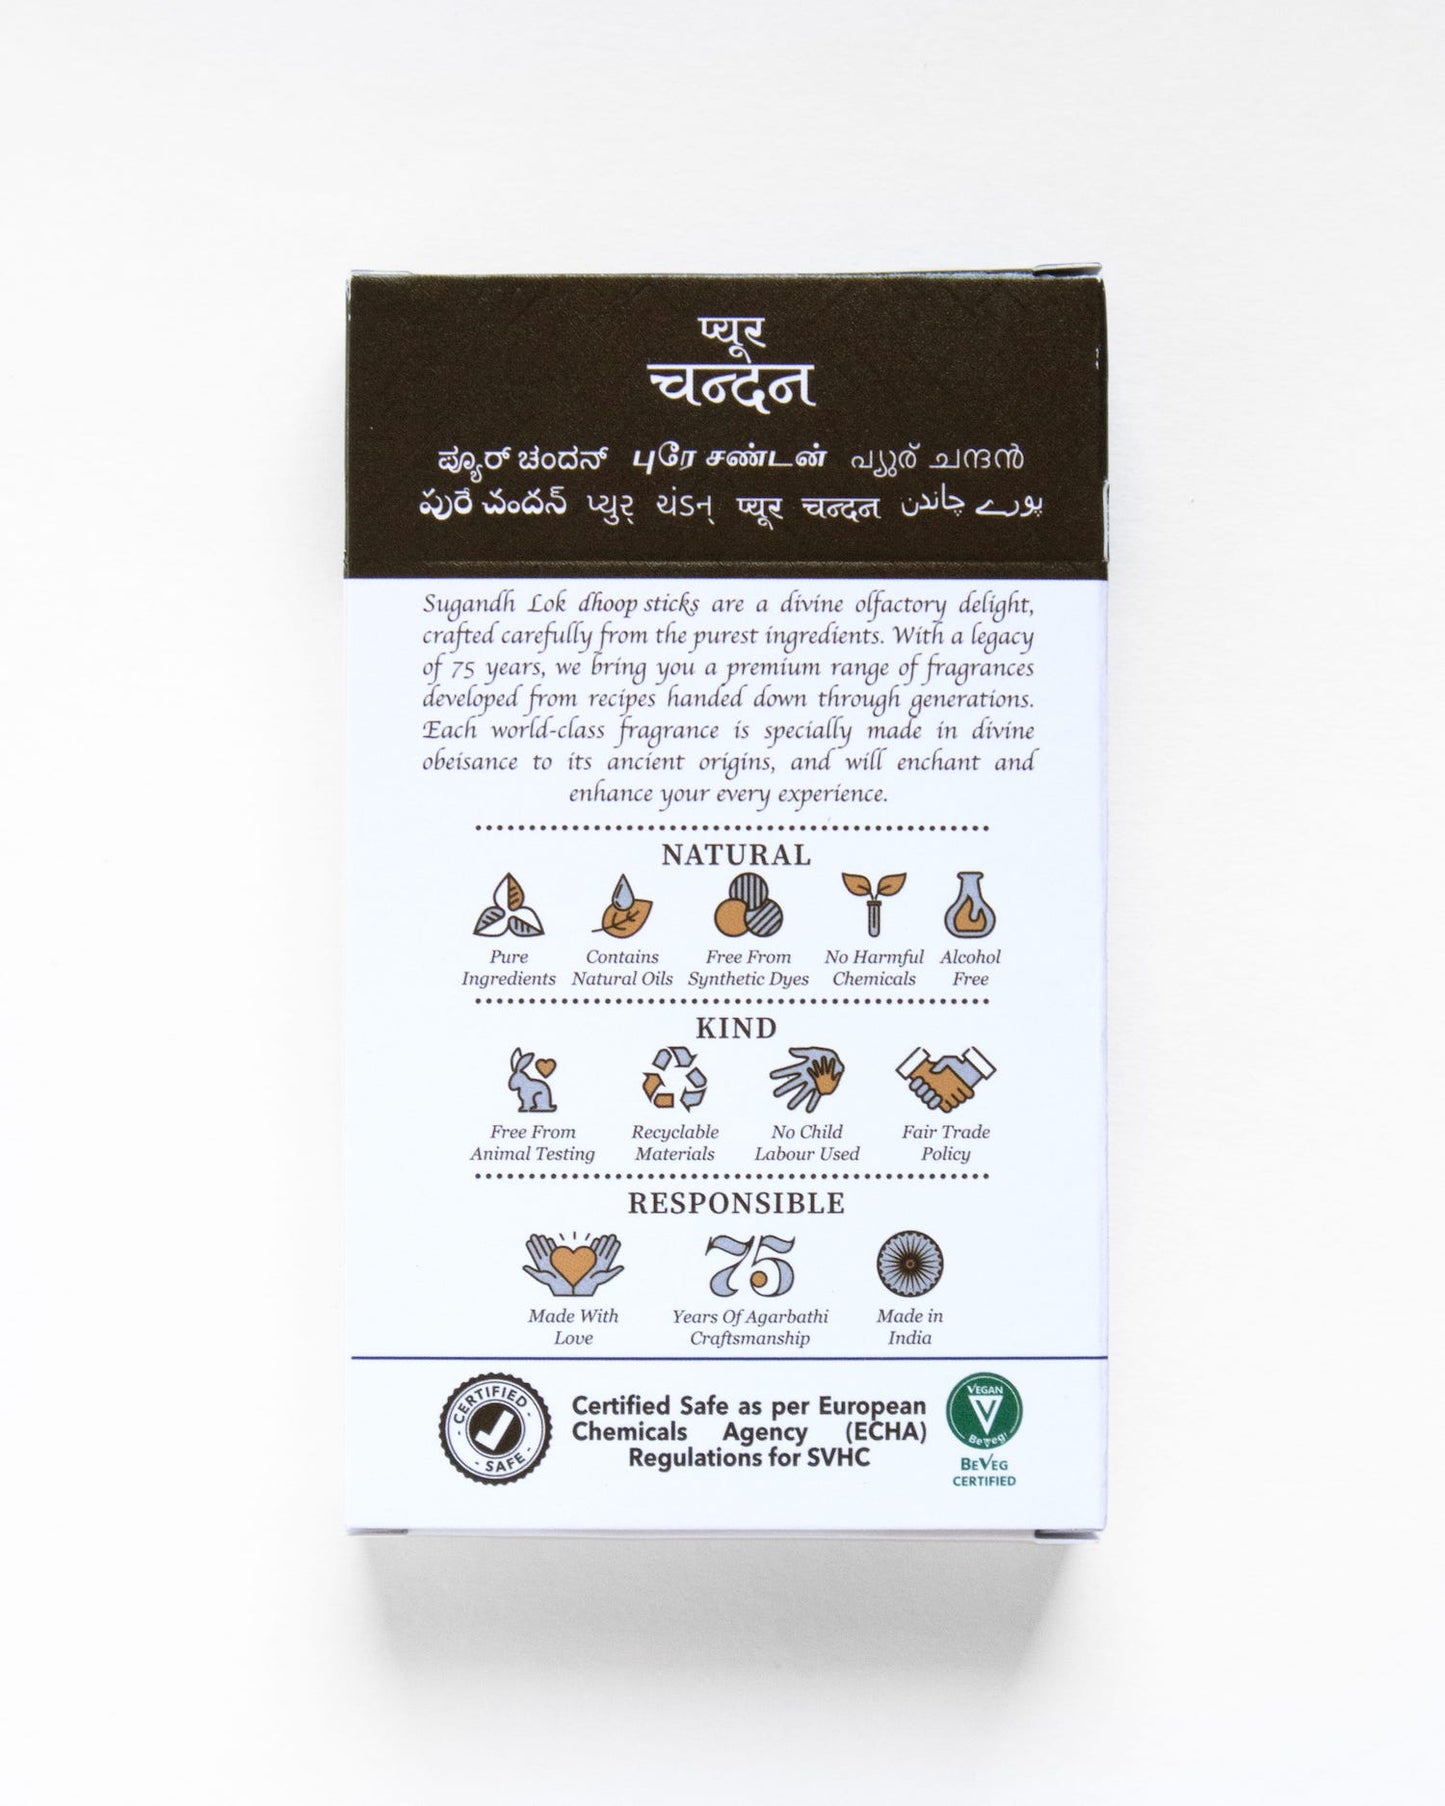 प्यूर
चन्देन
ಪ್ಯೂರ್ ಚಂದನ್ புரே சண்டன் പ്യുര് ചന്ദൻ
పురే చందన్ પ્યુર્ ચંડન્ प्यूर चन्दन پورے چاندن
Sugandh Lok dhoop sticks are a divine olfactory delight,
crafted carefully from the purest ingredients. With a legacy
of 75 years, we bring you a premium range of fragrances
developed from recipes handed down through generations.
Each world-class fragrance is specially made in divine
obeisance to its ancient origins, and will enchant and
enhance your every experience.
NATURAL
Pure
Ingredients
Contains
Natural Oils
Free From
Synthetic Dyes
No Harmful
Chemicals
Alcohol
Free
KIND
Free From
Animal Testing
Recyclable
Materials
No Child
Labour Used
Fair Trade
Policy
RESPONSIBLE
Made With
Love
75
Years Of Agarbathi
Craftsmanship
Made in
India
CERTIFIED
SAFE
Certified Safe as per European
Chemicals Agency (ECHA)
Regulations for SVHC
VEGAN
V
BeVeg!
BEVEG
CERTIFIED